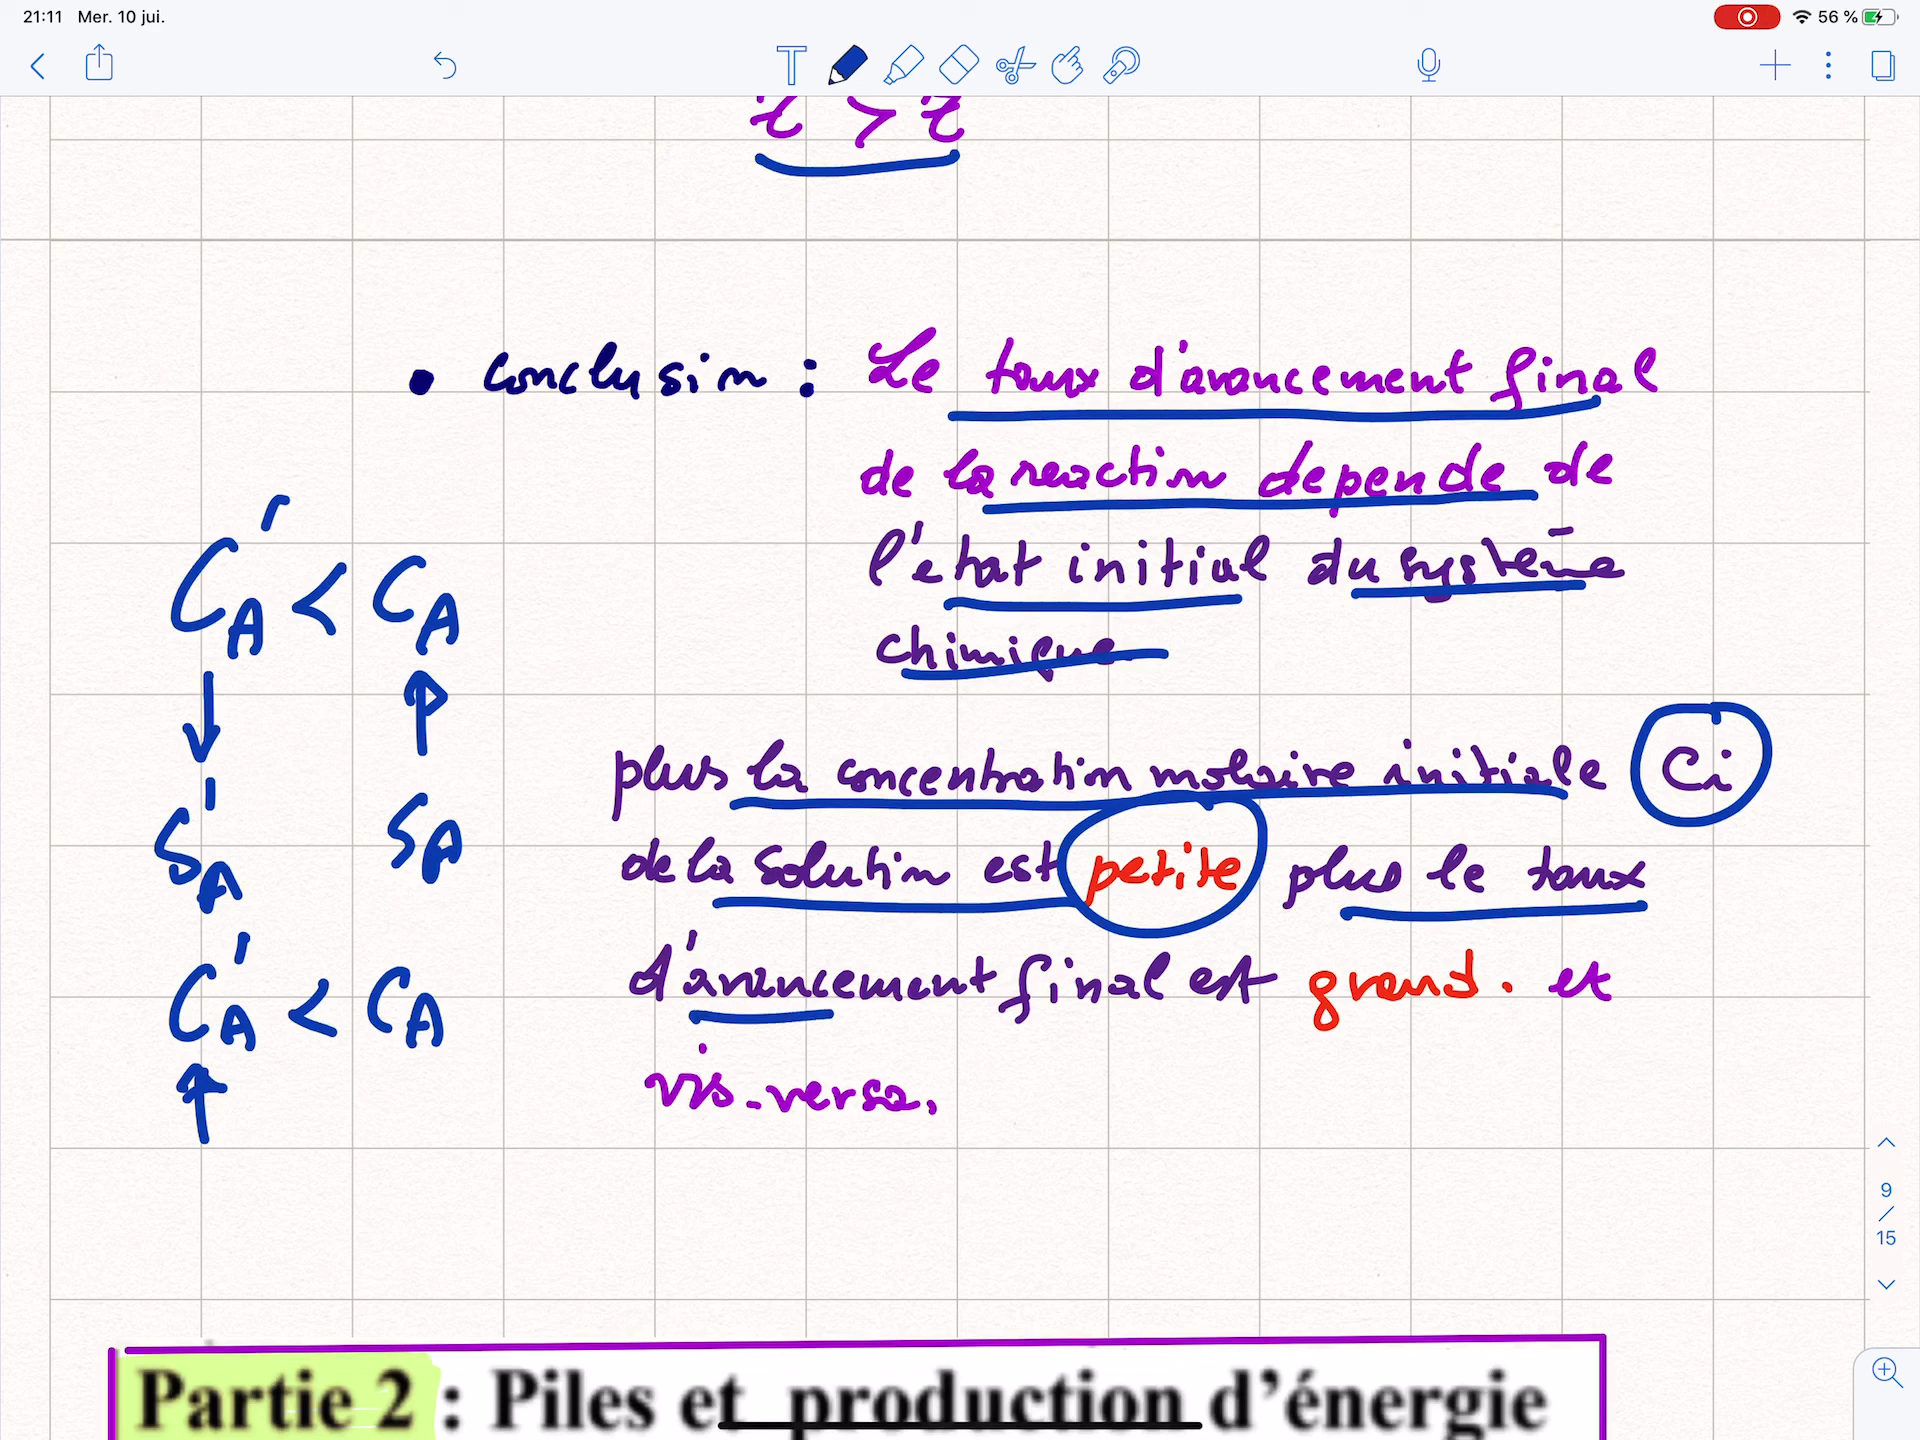 21:11 Mer. 10 jui.
56 %
T
τ > τ
• conclusion : Le taux d'avancement final
de la reaction depend de
l'état initial du système
chimique.
C'A < CA
plus la concentration molaire initiale Ci
de la solution est petite plus le taux
d'avancement final est grand. et
vis-versa.
S'A SA
C'A < CA
9
/
15
Partie 2 : Piles et production d'énergie